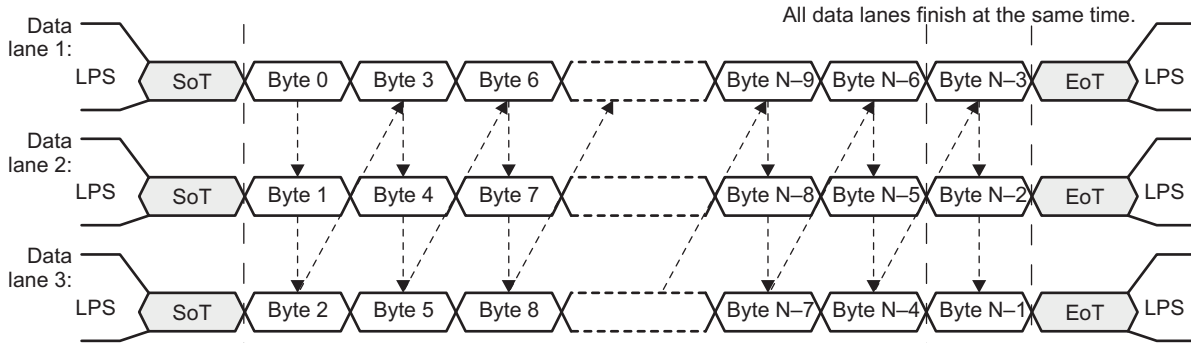 All data lanes finish at the same time.
Data
lane 1:
LPS SoT Byte 0 Byte 3 Byte 6 Byte N–9 Byte N–6 Byte N–3 EoT LPS
Data
lane 2:
LPS SoT Byte 1 Byte 4 Byte 7 Byte N–8 Byte N–5 Byte N–2 EoT LPS
Data
lane 3:
LPS SoT Byte 2 Byte 5 Byte 8 Byte N–7 Byte N–4 Byte N–1 EoT LPS